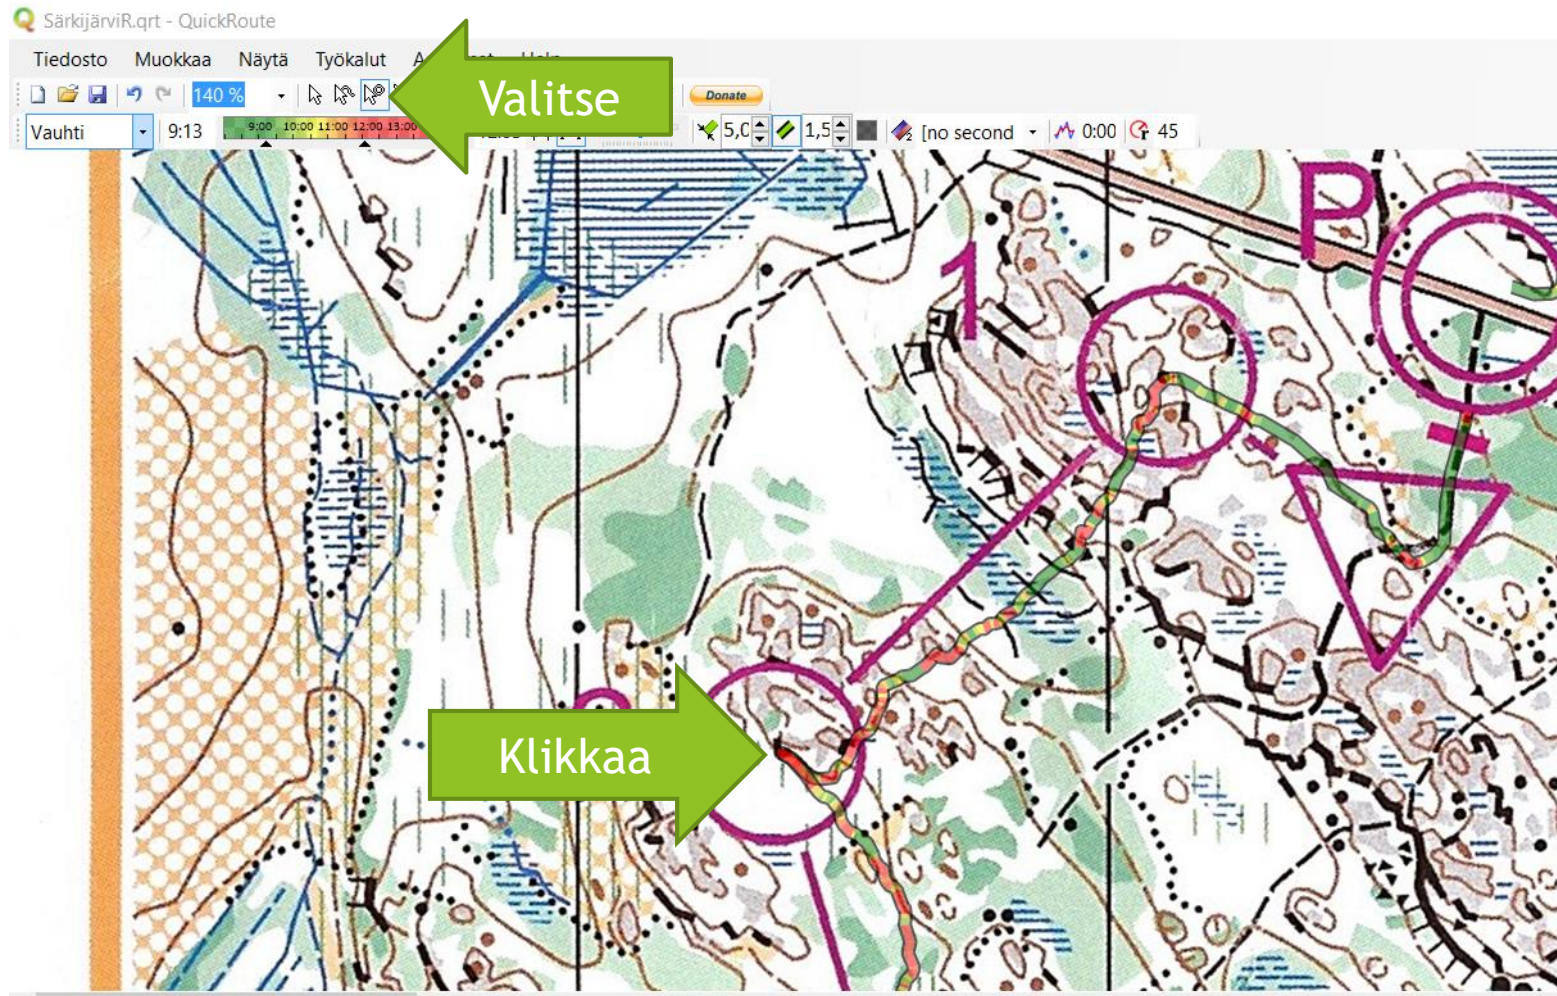 SärkijärviR.qrt - QuickRoute
Tiedosto Muokkaa Näytä Työkalut
140 % Valitse Donate
Vauhti 9:13 9:00 10:00 11:00 12:00 13:00 5,0 1,5 [no second 0:00 45
P
1
Klikkaa